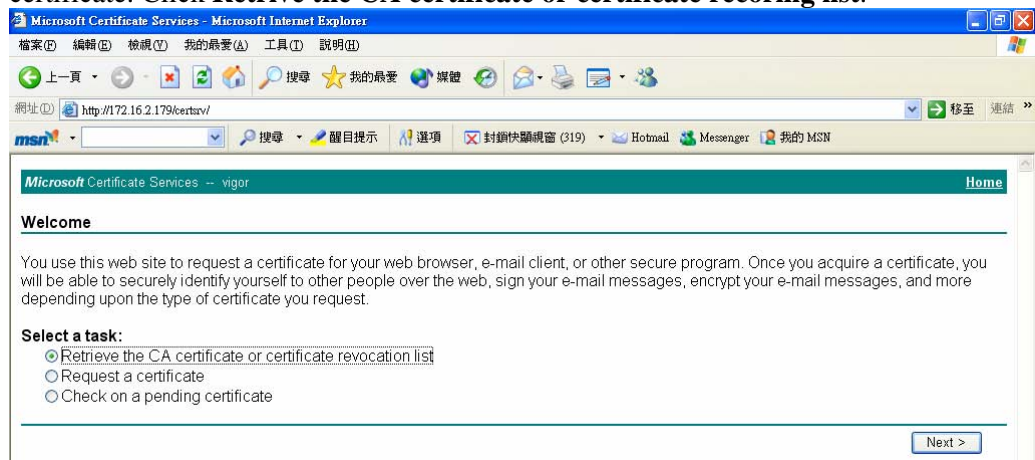 certificate. Click Retrive the CA certificate or certificate recoring list.
Microsoft Certificate Services - Microsoft Internet Explorer
檔案(F) 編輯(E) 檢視(V) 我的最愛(A) 工具(T) 說明(H)
上一頁 搜尋 我的最愛 媒體
網址(D) http://172.16.2.179/certsrv/ 移至 連結 »
msn 搜尋 醒目提示 選項 封鎖快顯視窗 (319) Hotmail Messenger 我的 MSN
Microsoft Certificate Services -- vigor Home
Welcome
You use this web site to request a certificate for your web browser, e-mail client, or other secure program. Once you acquire a certificate, you
will be able to securely identify yourself to other people over the web, sign your e-mail messages, encrypt your e-mail messages, and more
depending upon the type of certificate you request.
Select a task:
Retrieve the CA certificate or certificate revocation list
Request a certificate
Check on a pending certificate
Next >